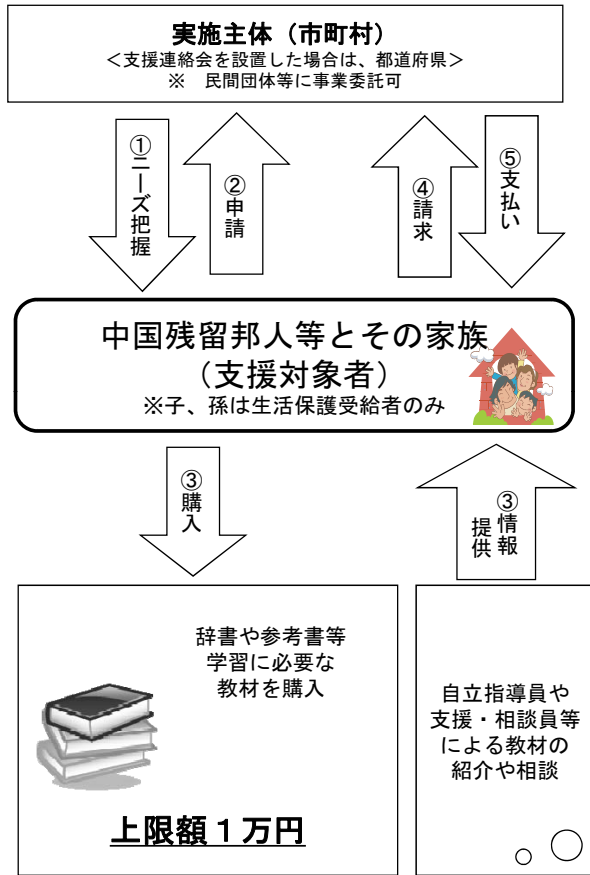 実施主体（市町村）
＜支援連絡会を設置した場合は、都道府県＞
※　民間団体等に事業委託可
①ニーズ把握
②申請
④請求
⑤支払い
中国残留邦人等とその家族
（支援対象者）
※子、孫は生活保護受給者のみ
③購入
③情報
提供
辞書や参考書等
学習に必要な
教材を購入
上限額１万円
自立指導員や
支援・相談員等
による教材の
紹介や相談